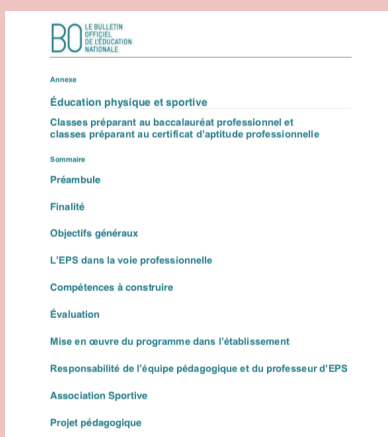 BO LE BULLETIN
OFFICIEL
DE L'ÉDUCATION
NATIONALE
Annexe
Éducation physique et sportive
Classes préparant au baccalauréat professionnel et
classes préparant au certificat d'aptitude professionnelle
Sommaire
Préambule
Finalité
Objectifs généraux
L'EPS dans la voie professionnelle
Compétences à construire
Évaluation
Mise en œuvre du programme dans l'établissement
Responsabilité de l'équipe pédagogique et du professeur d'EPS
Association Sportive
Projet pédagogique